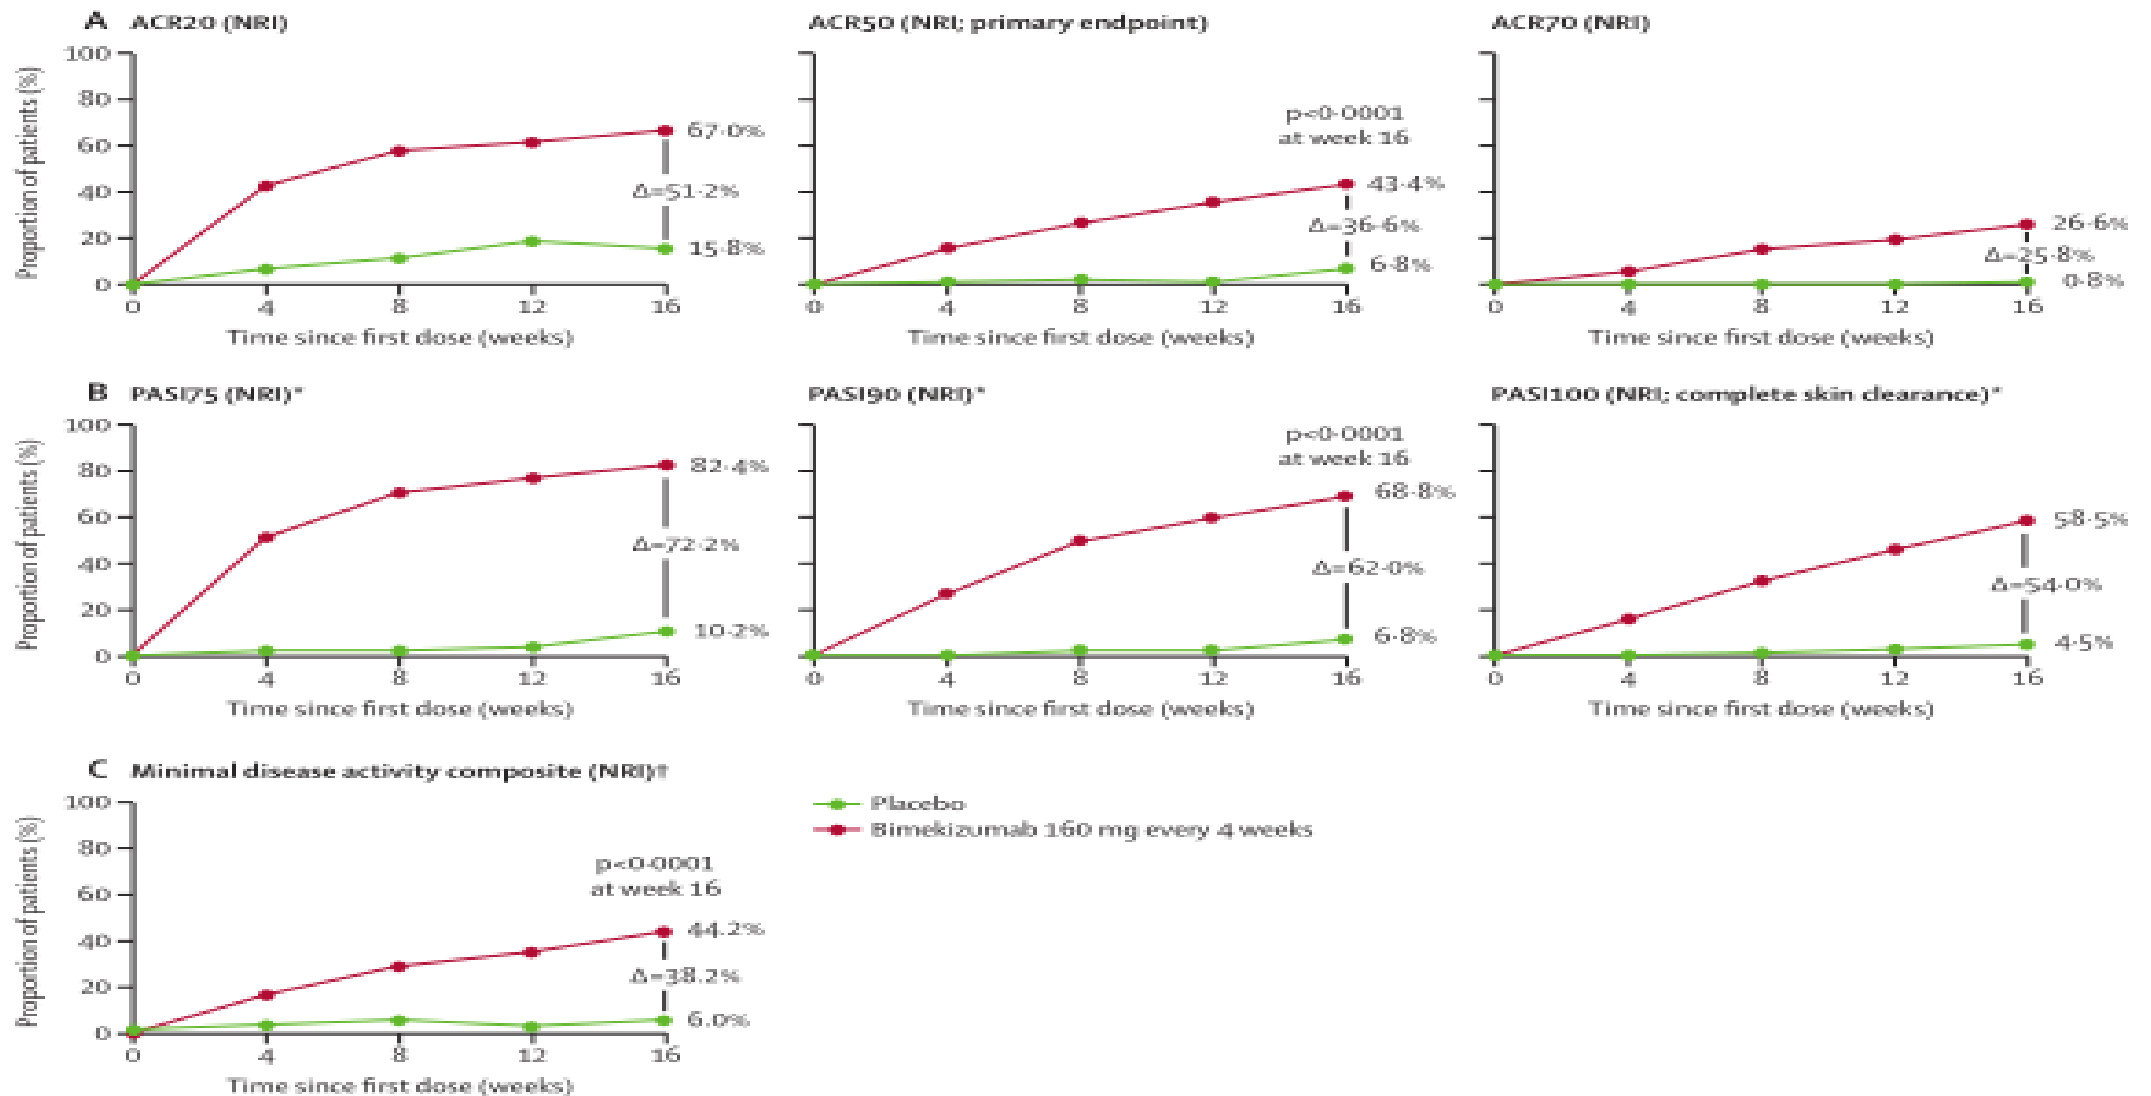 A ACR20 (NRI)
ACR50 (NRI; primary endpoint)
ACR70 (NRI)
Proportion of patients (%)
100
80
60
40
20
0
67·0%
Δ=51·2%
15·8%
0 4 8 12 16
Time since first dose (weeks)
p<0·0001
at week 16
43·4%
Δ=36·6%
6·8%
0 4 8 12 16
Time since first dose (weeks)
26·6%
Δ=25·8%
0·8%
0 4 8 12 16
Time since first dose (weeks)
B PASI75 (NRI)*
PASI90 (NRI)*
PASI100 (NRI; complete skin clearance)*
Proportion of patients (%)
100
80
60
40
20
0
82·4%
Δ=72·2%
10·2%
0 4 8 12 16
Time since first dose (weeks)
p<0·0001
at week 16
68·8%
Δ=62·0%
6·8%
0 4 8 12 16
Time since first dose (weeks)
58·5%
Δ=54·0%
4·5%
0 4 8 12 16
Time since first dose (weeks)
C Minimal disease activity composite (NRI)†
Proportion of patients (%)
100
80
60
40
20
0
p<0·0001
at week 16
44.2%
Δ=38.2%
6.0%
0 4 8 12 16
Time since first dose (weeks)
Placebo
Bimekizumab 160 mg every 4 weeks